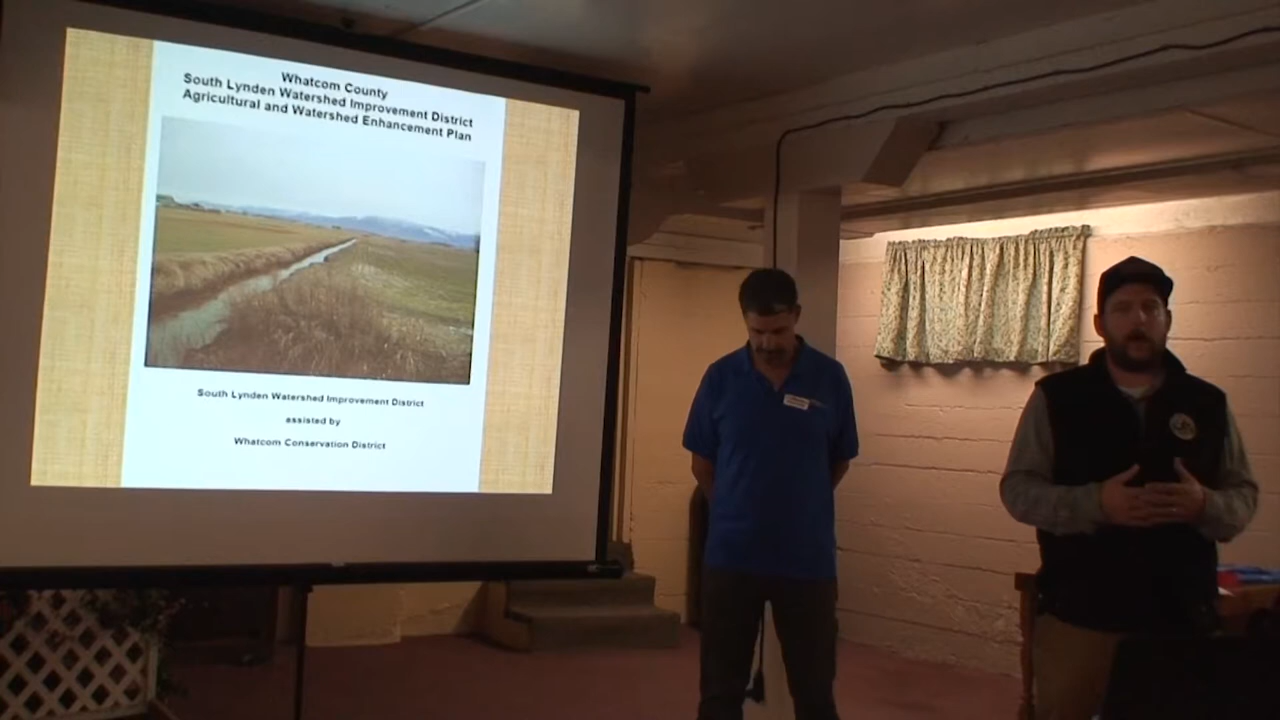 Whatcom County
South Lynden Watershed Improvement District
Agricultural and Watershed Enhancement Plan
South Lynden Watershed Improvement District
assisted by
Whatcom Conservation District